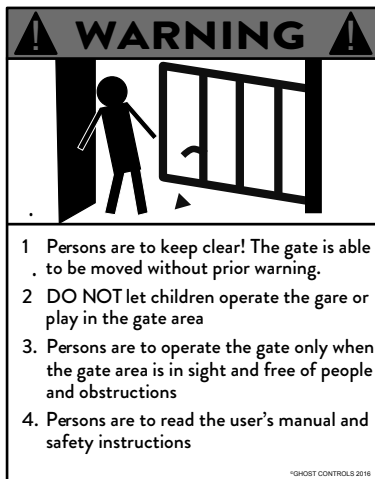 WARNING
1 Persons are to keep clear! The gate is able
. to be moved without prior warning.
2 DO NOT let children operate the gare or
play in the gate area
3. Persons are to operate the gate only when
the gate area is in sight and free of people
and obstructions
4. Persons are to read the user’s manual and
safety instructions
©GHOST CONTROLS 2016